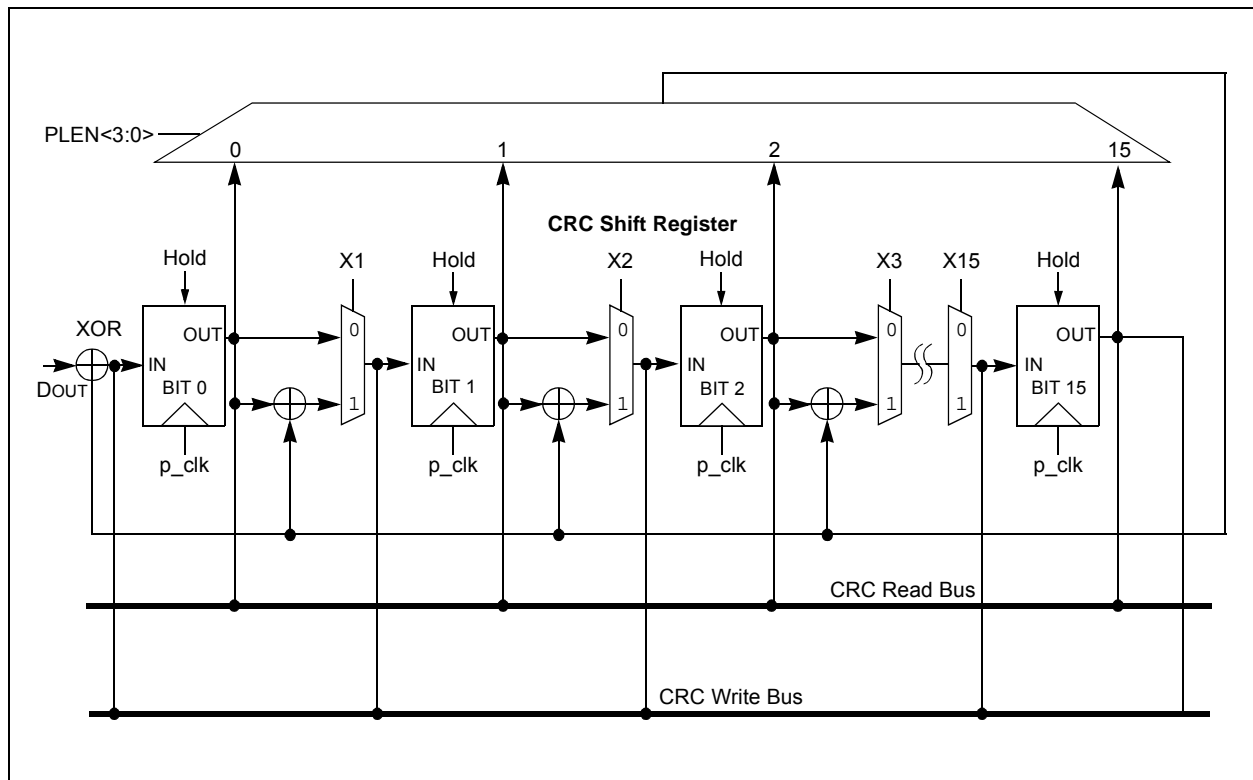 PLEN<3:0>
0 1 2 15
CRC Shift Register
Hold X1 Hold X2 Hold X3 X15 Hold
XOR
OUT 0 OUT 0 OUT 0 0 OUT
IN IN IN IN
DOUT
BIT 0 1 BIT 1 1 BIT 2 1 1 BIT 15
p_clk p_clk p_clk p_clk
CRC Read Bus
CRC Write Bus